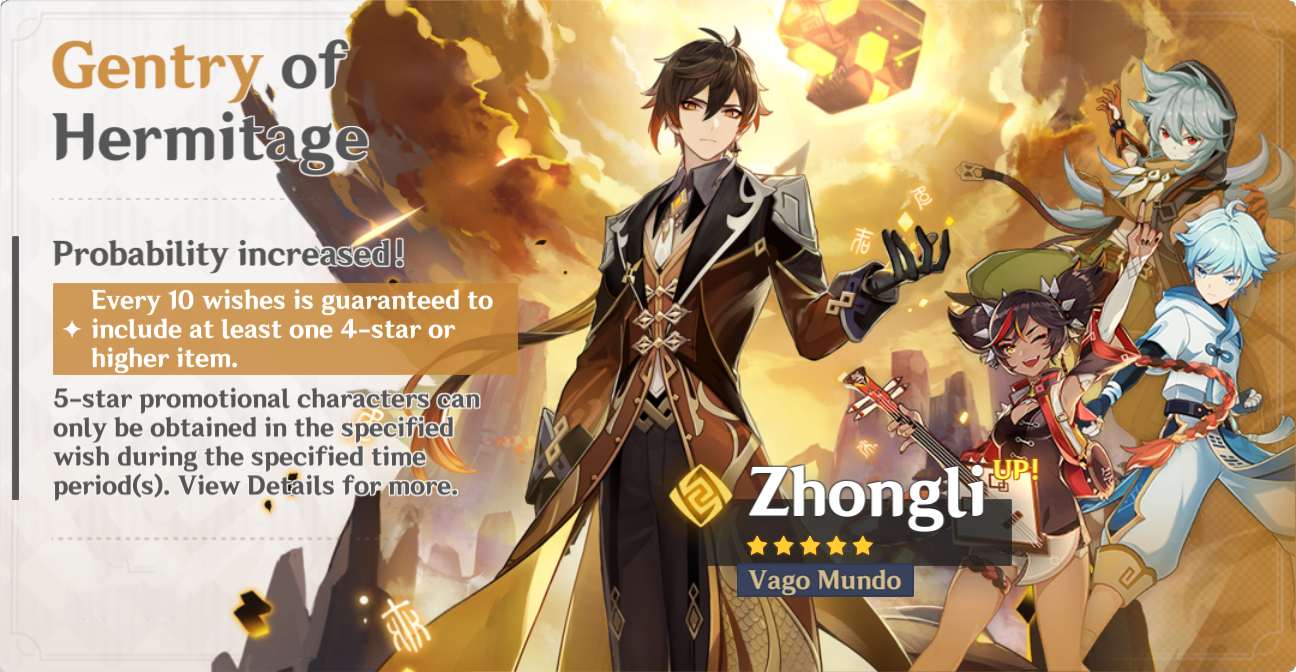 Gentry of
Hermitage
Probability increased!
Every 10 wishes is guaranteed to
include at least one 4-star or
higher item.
5-star promotional characters can
only be obtained in the specified
wish during the specified time
period(s). View Details for more.
Zhongli UP!
Vago Mundo